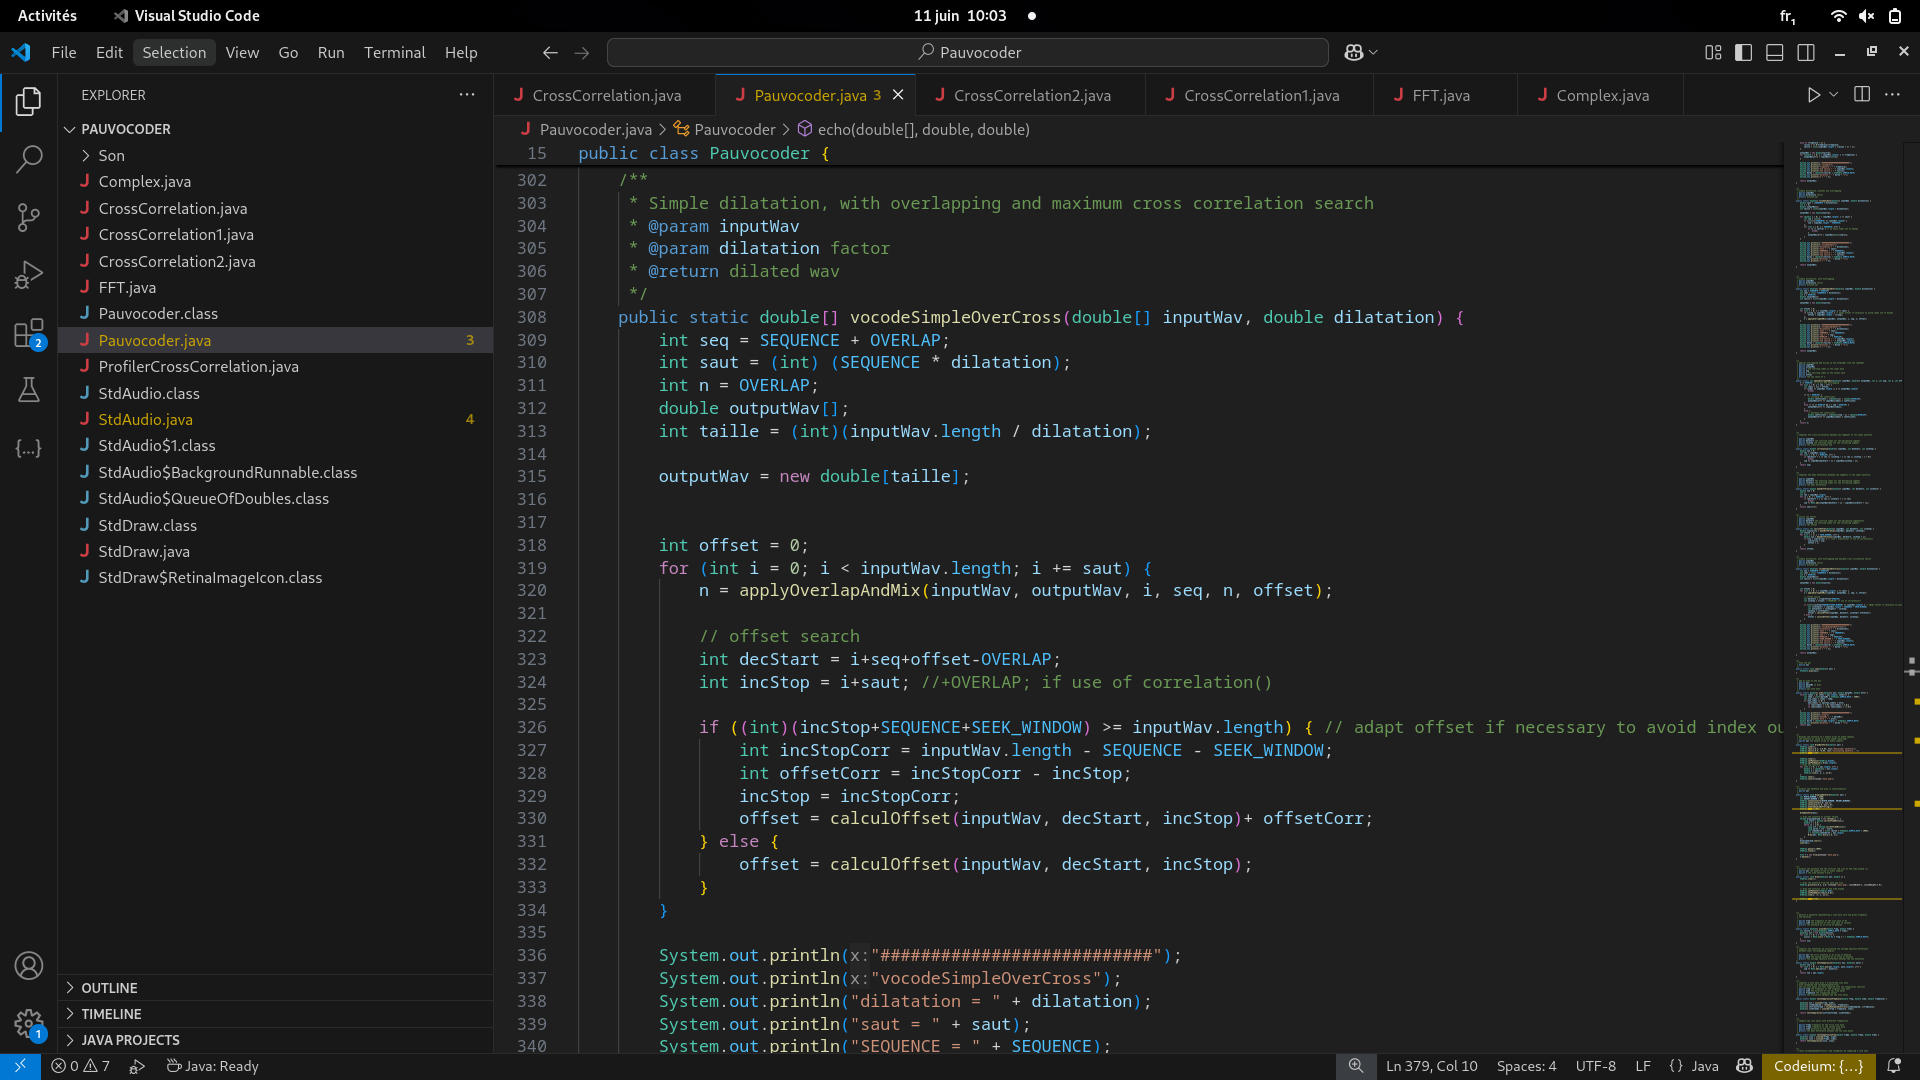 Activités Visual Studio Code 11 juin 10:03 fr1
File Edit Selection View Go Run Terminal Help Pauvocoder
EXPLORER
PAUVOCODER
Son
Complex.java
CrossCorrelation.java
CrossCorrelation1.java
CrossCorrelation2.java
FFT.java
Pauvocoder.class
Pauvocoder.java 3
ProfilerCrossCorrelation.java
StdAudio.class
StdAudio.java 4
StdAudio$1.class
StdAudio$BackgroundRunnable.class
StdAudio$QueueOfDoubles.class
StdDraw.class
StdDraw.java
StdDraw$RetinaImageIcon.class
2
OUTLINE
TIMELINE
JAVA PROJECTS
1
CrossCorrelation.java Pauvocoder.java 3 CrossCorrelation2.java CrossCorrelation1.java FFT.java Complex.java
Pauvocoder.java > Pauvocoder > echo(double[], double, double)
15 public class Pauvocoder {
302 /**
303 * Simple dilatation, with overlapping and maximum cross correlation search
304 * @param inputWav
305 * @param dilatation factor
306 * @return dilated wav
307 */
308 public static double[] vocodeSimpleOverCross(double[] inputWav, double dilatation) {
309 int seq = SEQUENCE + OVERLAP;
310 int saut = (int) (SEQUENCE * dilatation);
311 int n = OVERLAP;
312 double outputWav[];
313 int taille = (int)(inputWav.length / dilatation);
314
315 outputWav = new double[taille];
316
317
318 int offset = 0;
319 for (int i = 0; i < inputWav.length; i += saut) {
320 n = applyOverlapAndMix(inputWav, outputWav, i, seq, n, offset);
321
322 // offset search
323 int decStart = i+seq+offset-OVERLAP;
324 int incStop = i+saut; //+OVERLAP; if use of correlation()
325
326 if ((int)(incStop+SEQUENCE+SEEK_WINDOW) >= inputWav.length) { // adapt offset if necessary to avoid index ou
327 int incStopCorr = inputWav.length - SEQUENCE - SEEK_WINDOW;
328 int offsetCorr = incStopCorr - incStop;
329 incStop = incStopCorr;
330 offset = calculOffset(inputWav, decStart, incStop)+ offsetCorr;
331 } else {
332 offset = calculOffset(inputWav, decStart, incStop);
333 }
334 }
335
336 System.out.println(x:"###########################");
337 System.out.println(x:"vocodeSimpleOverCross");
338 System.out.println("dilatation = " + dilatation);
339 System.out.println("saut = " + saut);
340 System.out.println("SEQUENCE = " + SEQUENCE);
0 7 Java: Ready Ln 379, Col 10 Spaces: 4 UTF-8 LF {} Java Codeium: {...}